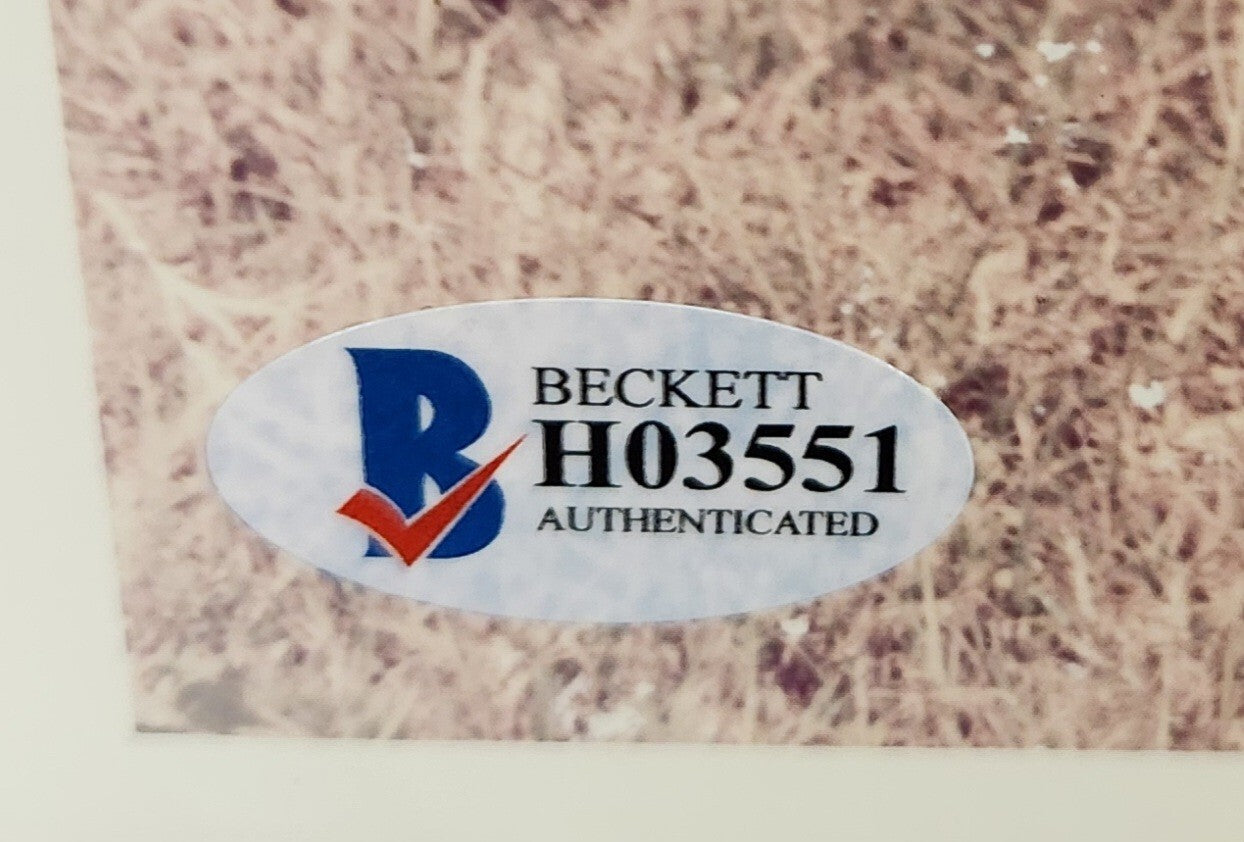 B
BECKETT
H03551
AUTHENTICATED